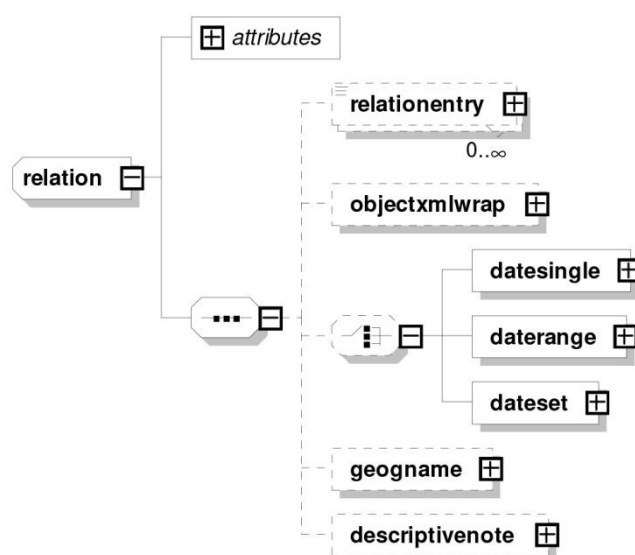 attributes
relationentry
0..∞
relation
objectxmlwrap
datesingle
daterange
dateset
geogname
descriptivenote